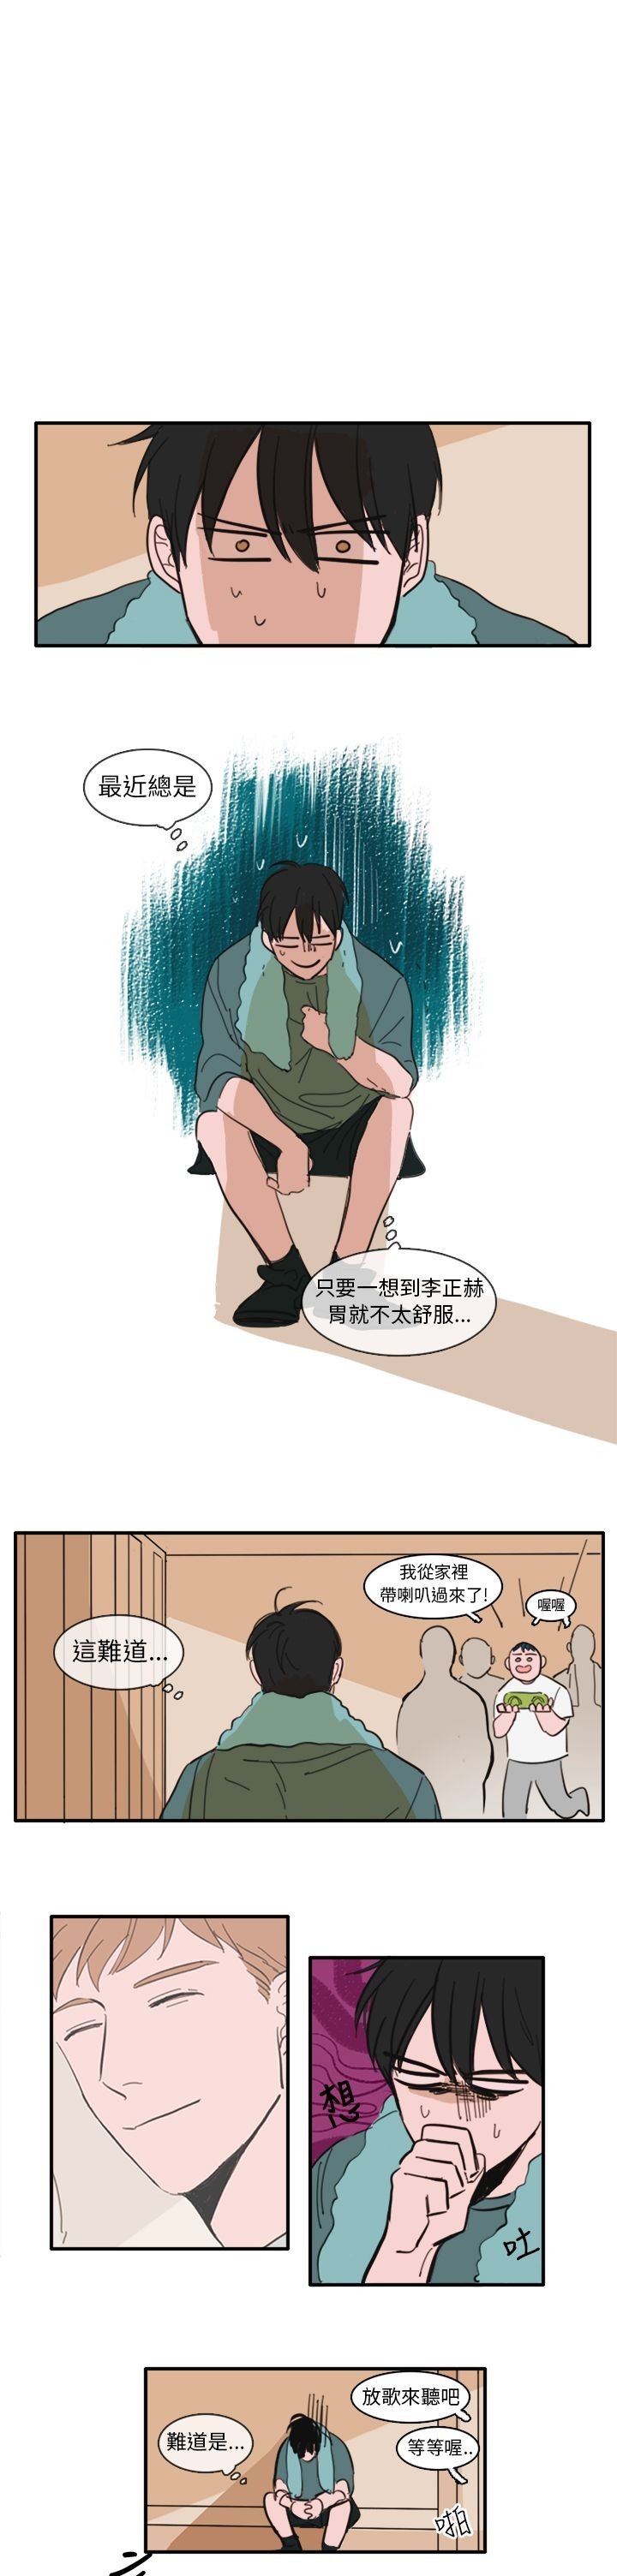 最近總是
只要一想到李正赫
胃就不太舒服...
我從家裡
帶喇叭過來了!
喔喔
這難道...
想
吐
放歌來聽吧
難道是...
等等喔..
啪